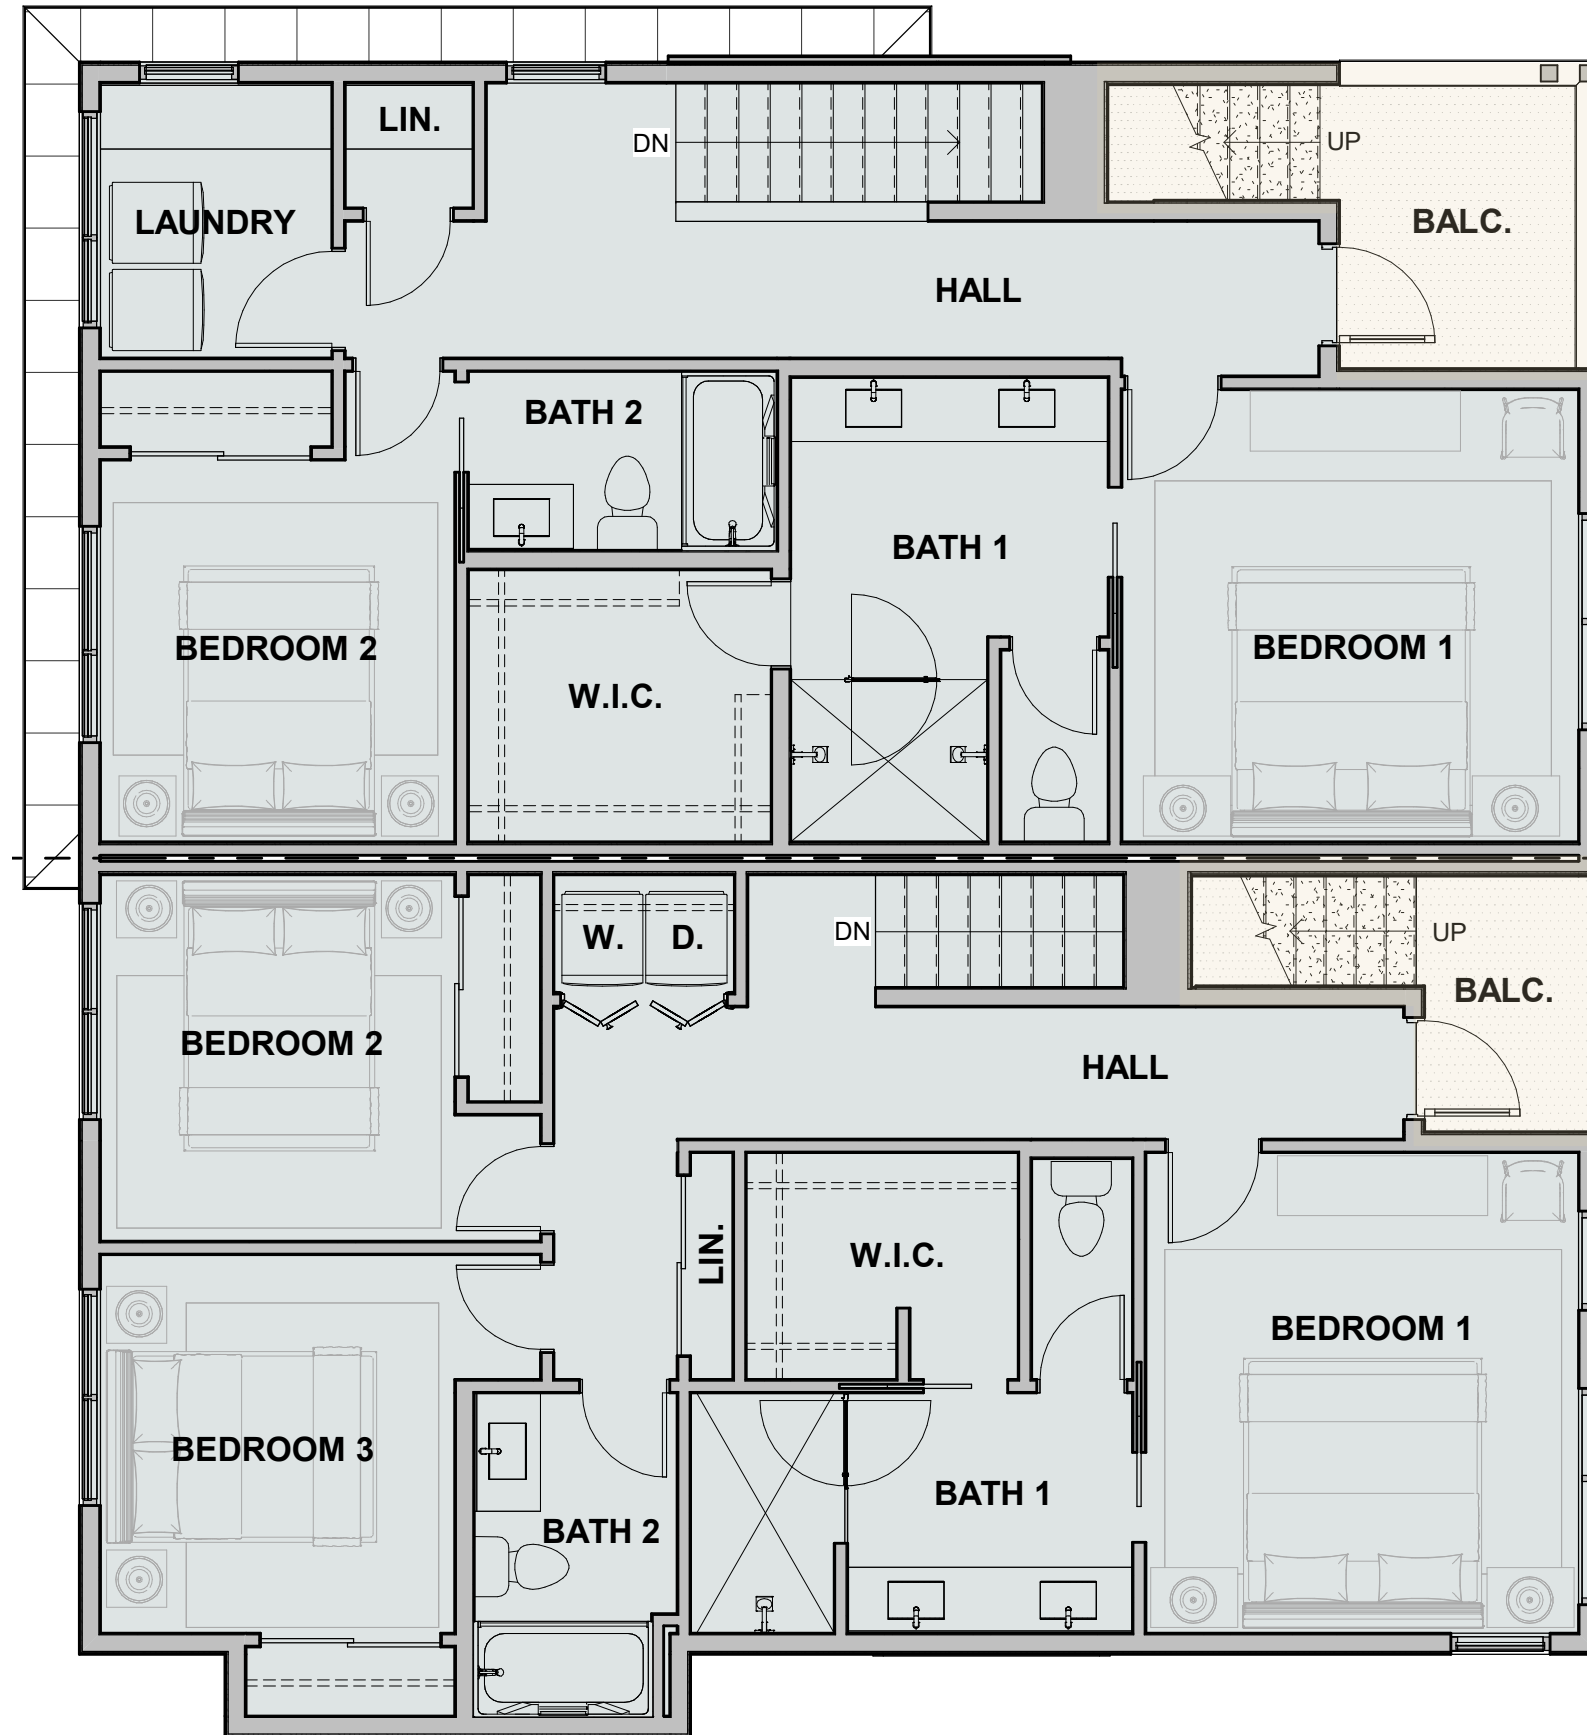 LIN.
DN
UP
LAUNDRY
BALC.
HALL
BATH 2
BATH 1
BEDROOM 2
BEDROOM 1
W.I.C.
W.
D.
DN
UP
BALC.
BEDROOM 2
HALL
LIN.
W.I.C.
BEDROOM 1
BEDROOM 3
BATH 1
BATH 2